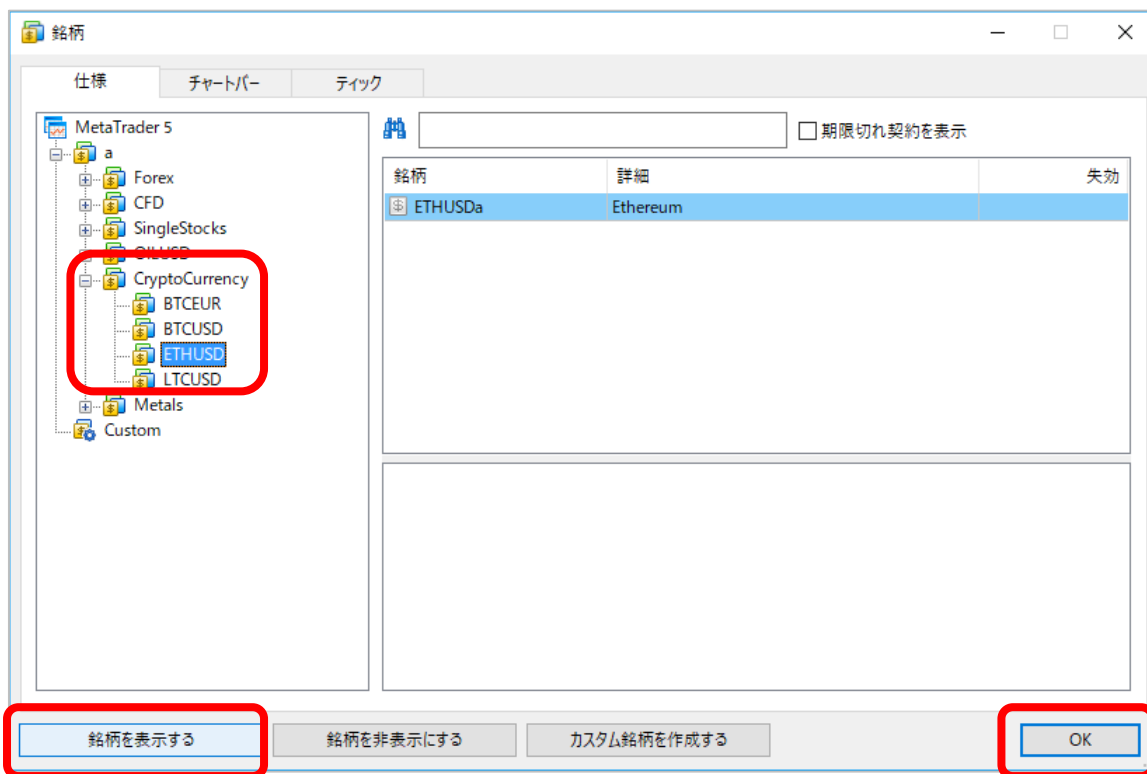 銘柄
仕様 チャートバー ティック
MetaTrader 5
a
Forex
CFD
SingleStocks
OILUSD
CryptoCurrency
BTCEUR
BTCUSD
ETHUSD
LTCUSD
Metals
Custom
期限切れ契約を表示
銘柄 詳細 失効
ETHUSDa Ethereum
銘柄を表示する 銘柄を非表示にする カスタム銘柄を作成する OK